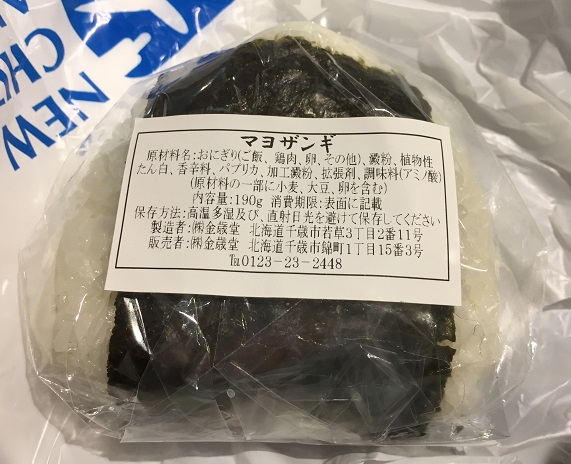 NEW
CH
マヨザンギ
原材料名:おにぎり(ご飯、鶏肉、卵、その他)、澱粉、植物性
たん白、香辛料、パプリカ、加工澱粉、拡張剤、調味料(アミノ酸)
(原材料の一部に小麦、大豆、卵を含む)
内容量:190g 消費期限:表面に記載
保存方法:高温多湿及び、直射日光を避けて保存してください
製造者:㈱金蔵堂 北海道千歳市若草3丁目2番11号
販売者:㈱金蔵堂 北海道千歳市錦町1丁目15番3号
℡0123-23-2448